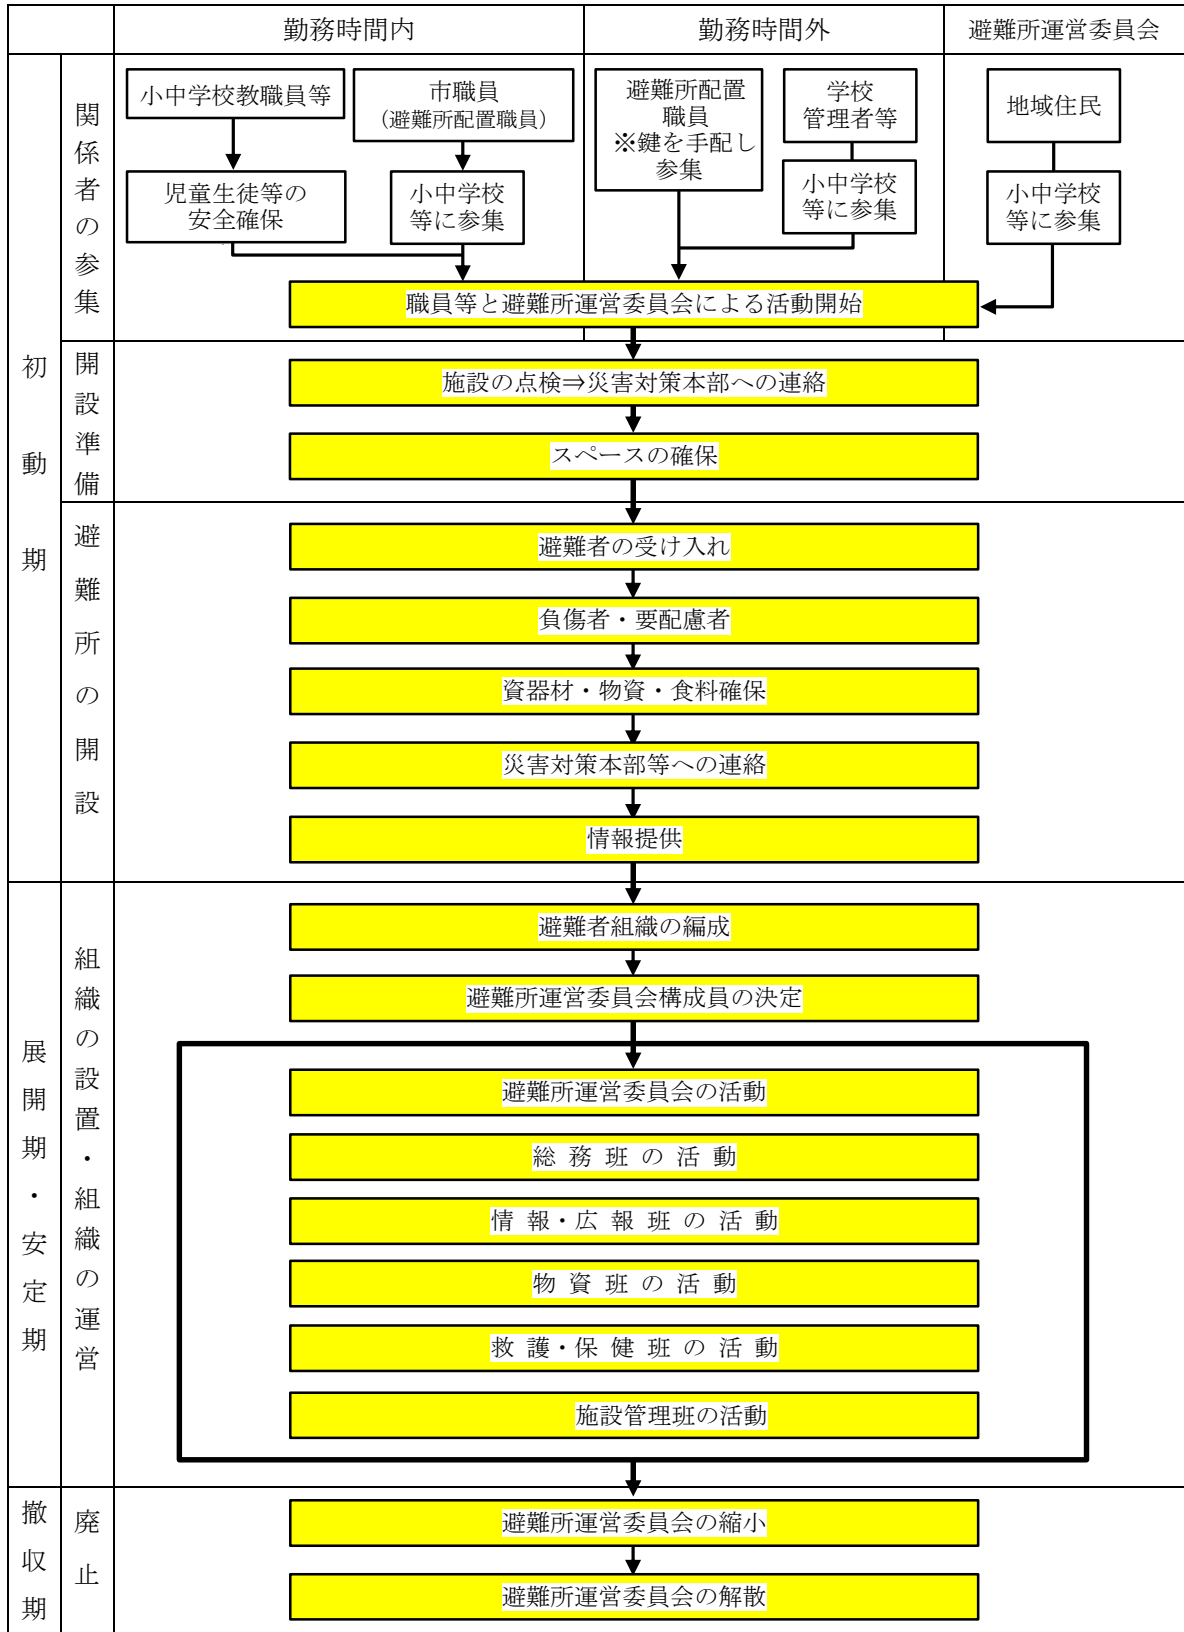 勤務時間内
勤務時間外
避難所運営委員会
初動期
関係者の参集
小中学校教職員等
市職員
（避難所配置職員）
避難所配置
職員
※鍵を手配し
参集
学校
管理者等
地域住民
児童生徒等の
安全確保
小中学校
等に参集
小中学校
等に参集
小中学校
等に参集
職員等と避難所運営委員会による活動開始
開設準備
施設の点検⇒災害対策本部への連絡
スペースの確保
避難所の開設
避難者の受け入れ
負傷者・要配慮者
資器材・物資・食料確保
災害対策本部等への連絡
情報提供
展開期・安定期
組織の設置・組織の運営
避難者組織の編成
避難所運営委員会構成員の決定
避難所運営委員会の活動
総 務 班 の 活 動
情 報・広 報 班 の 活 動
物 資 班 の 活 動
救 護・保 健 班 の 活 動
施設管理班の活動
撤収期
廃止
避難所運営委員会の縮小
避難所運営委員会の解散